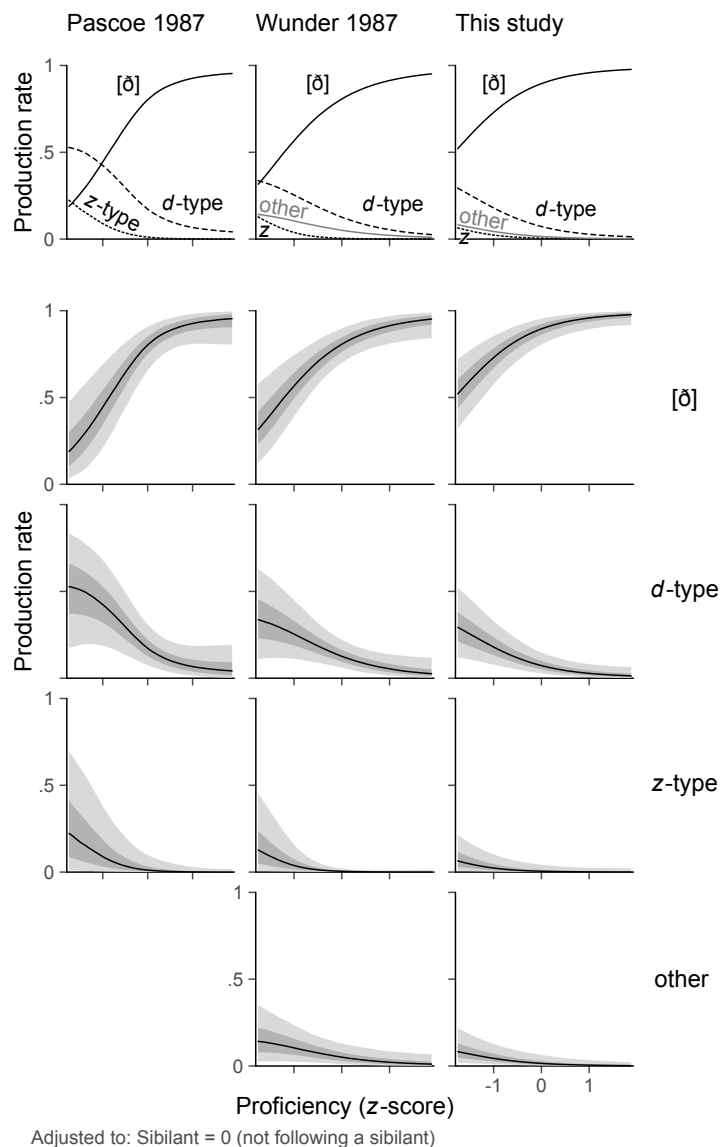 Pascoe 1987 Wunder 1987 This study
Production rate
1
.5
0
[ð]
z-type
d-type
[ð]
other
z
d-type
[ð]
other
z
d-type
Production rate
1
.5
0
[ð]
d-type
1
.5
0
z-type
1
.5
0
other
-1 0 1
Proficiency (z-score)
Adjusted to: Sibilant = 0 (not following a sibilant)